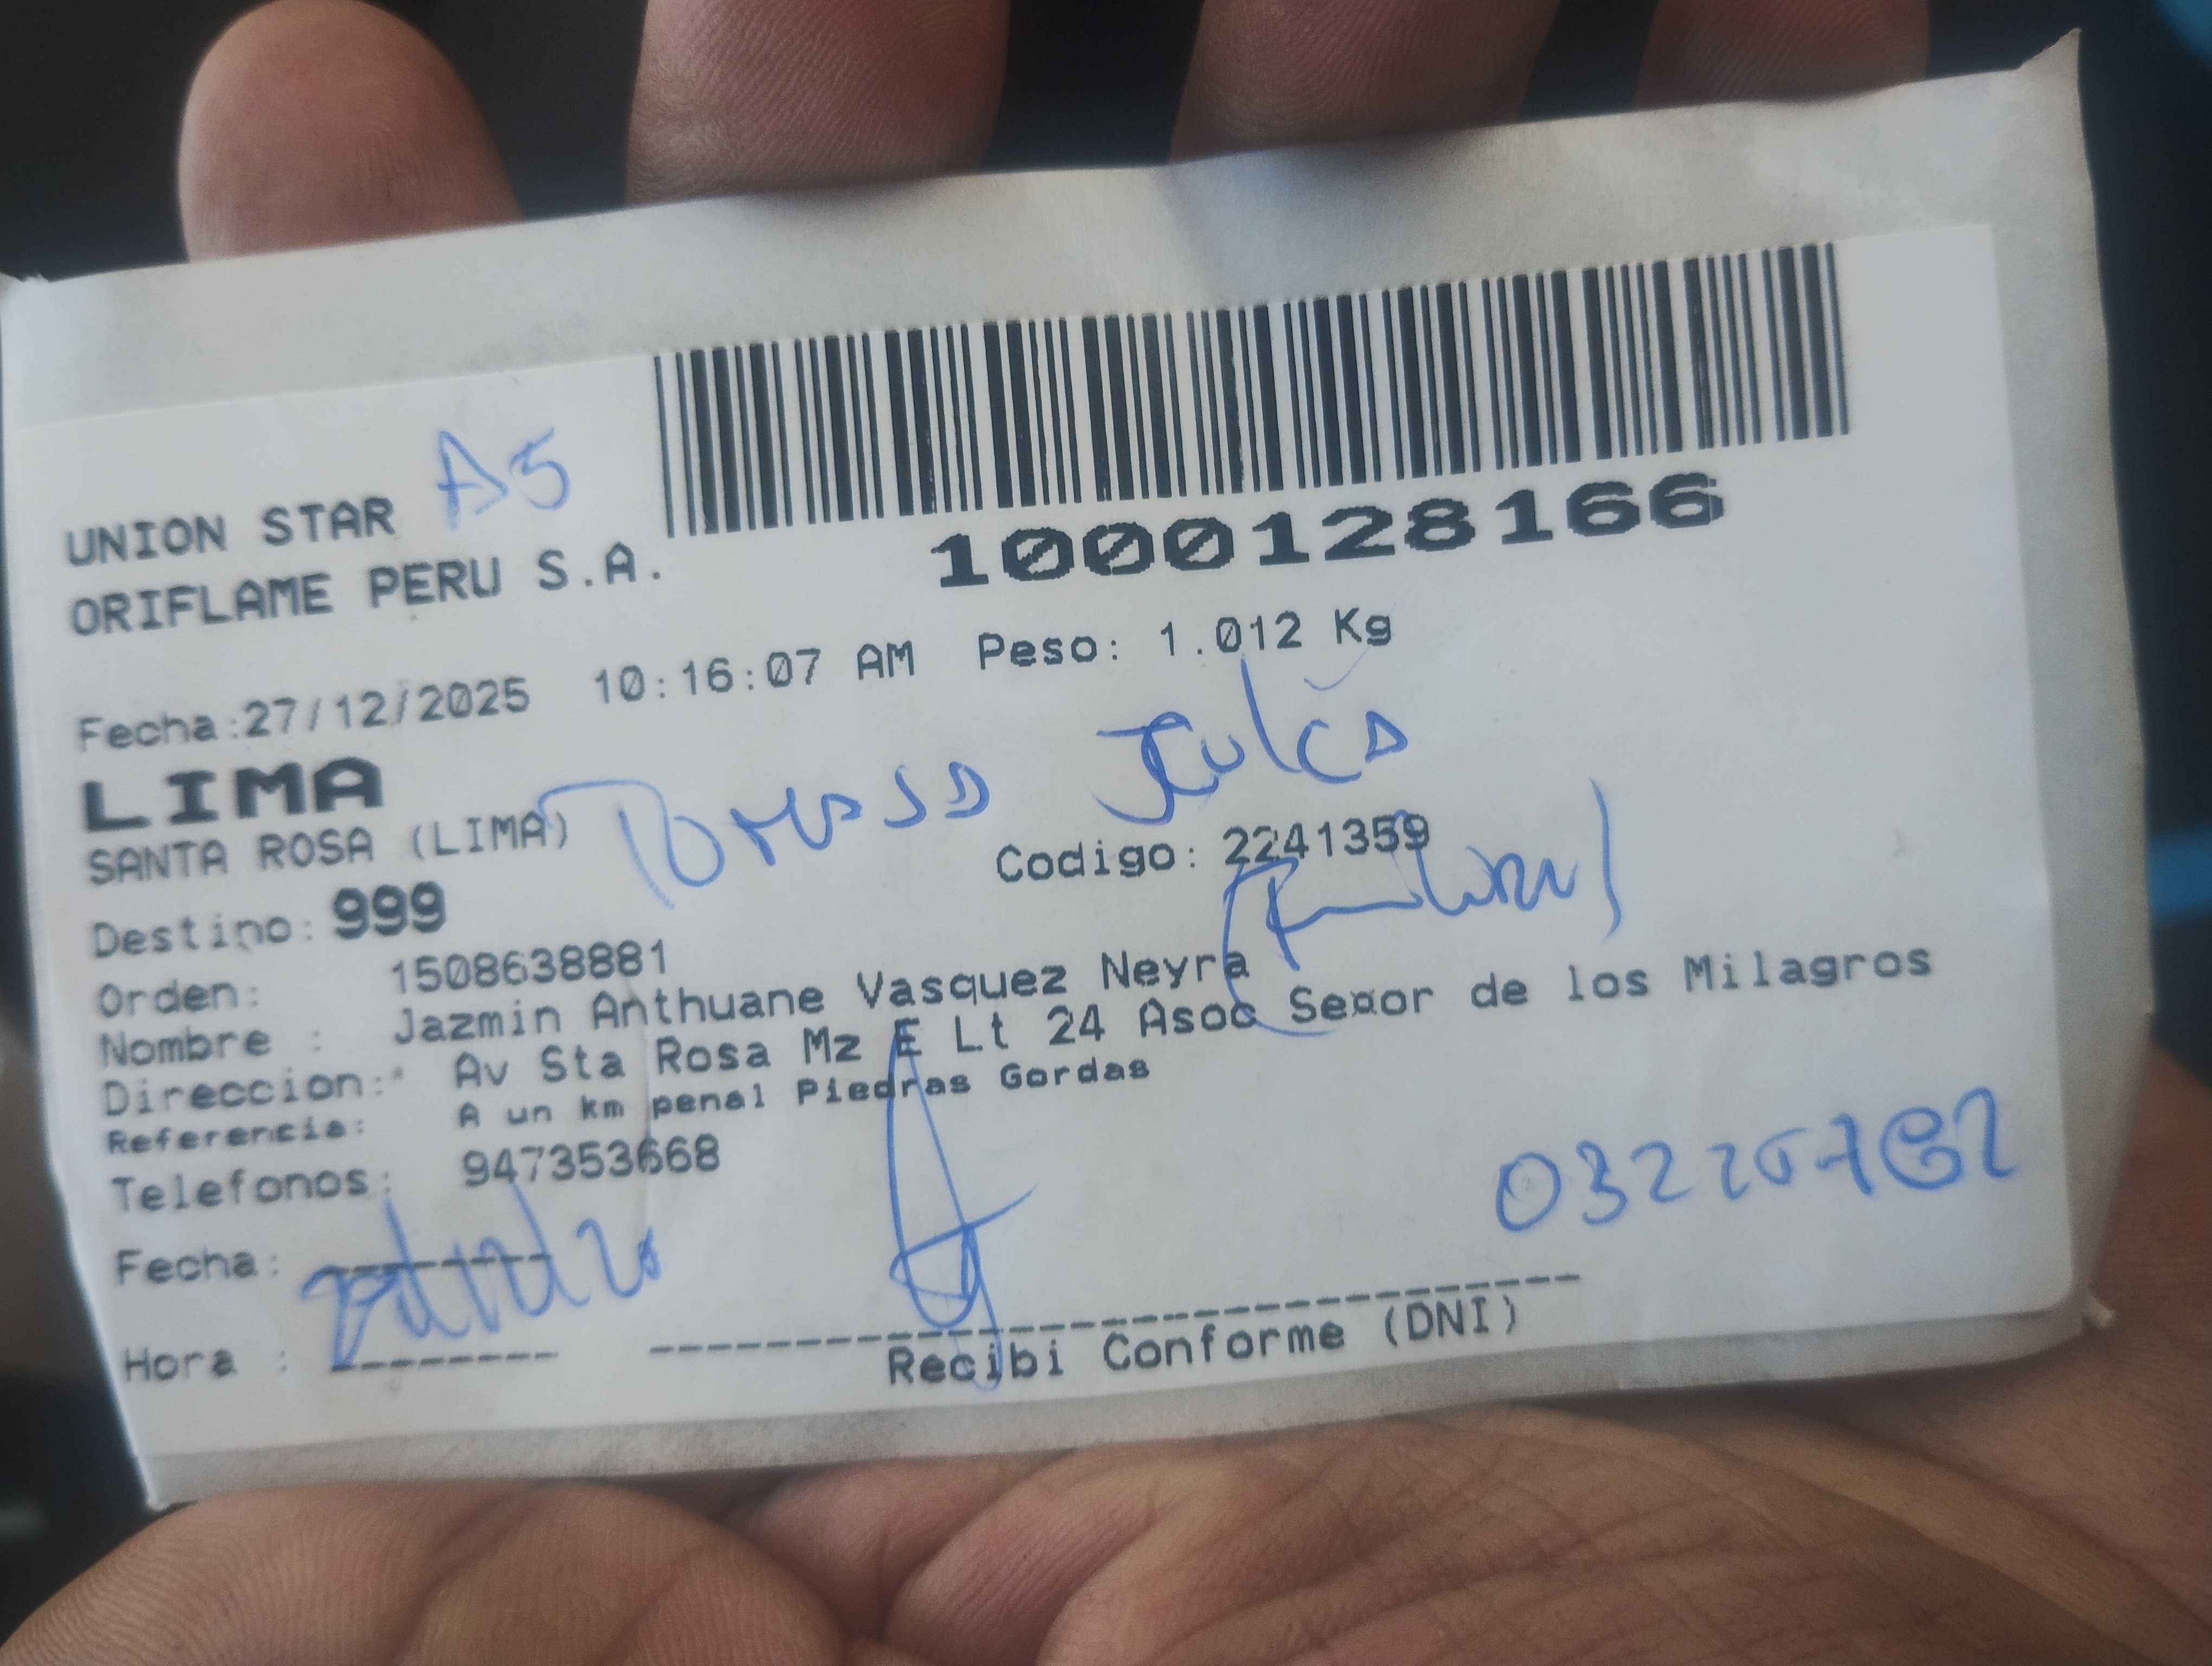 UNION STAR A5
ORIFLAME PERU S.A.
1000128166
Fecha:27/12/2025 10:16:07 AM Peso: 1.012 Kg
LIMA
SANTA ROSA (LIMA)
Codigo: 2241359
Destino: 999
Orden: 1508638881
Nombre : Jazmin Anthuane Vasquez Neyra
Direccion: Av Sta Rosa Mz E Lt 24 Asoc Se¤or de los Milagros
Referencia: A un km penal Piedras Gordas
Telefonos: 947353668
Fecha:
Hora :
Recibi Conforme (DNI)